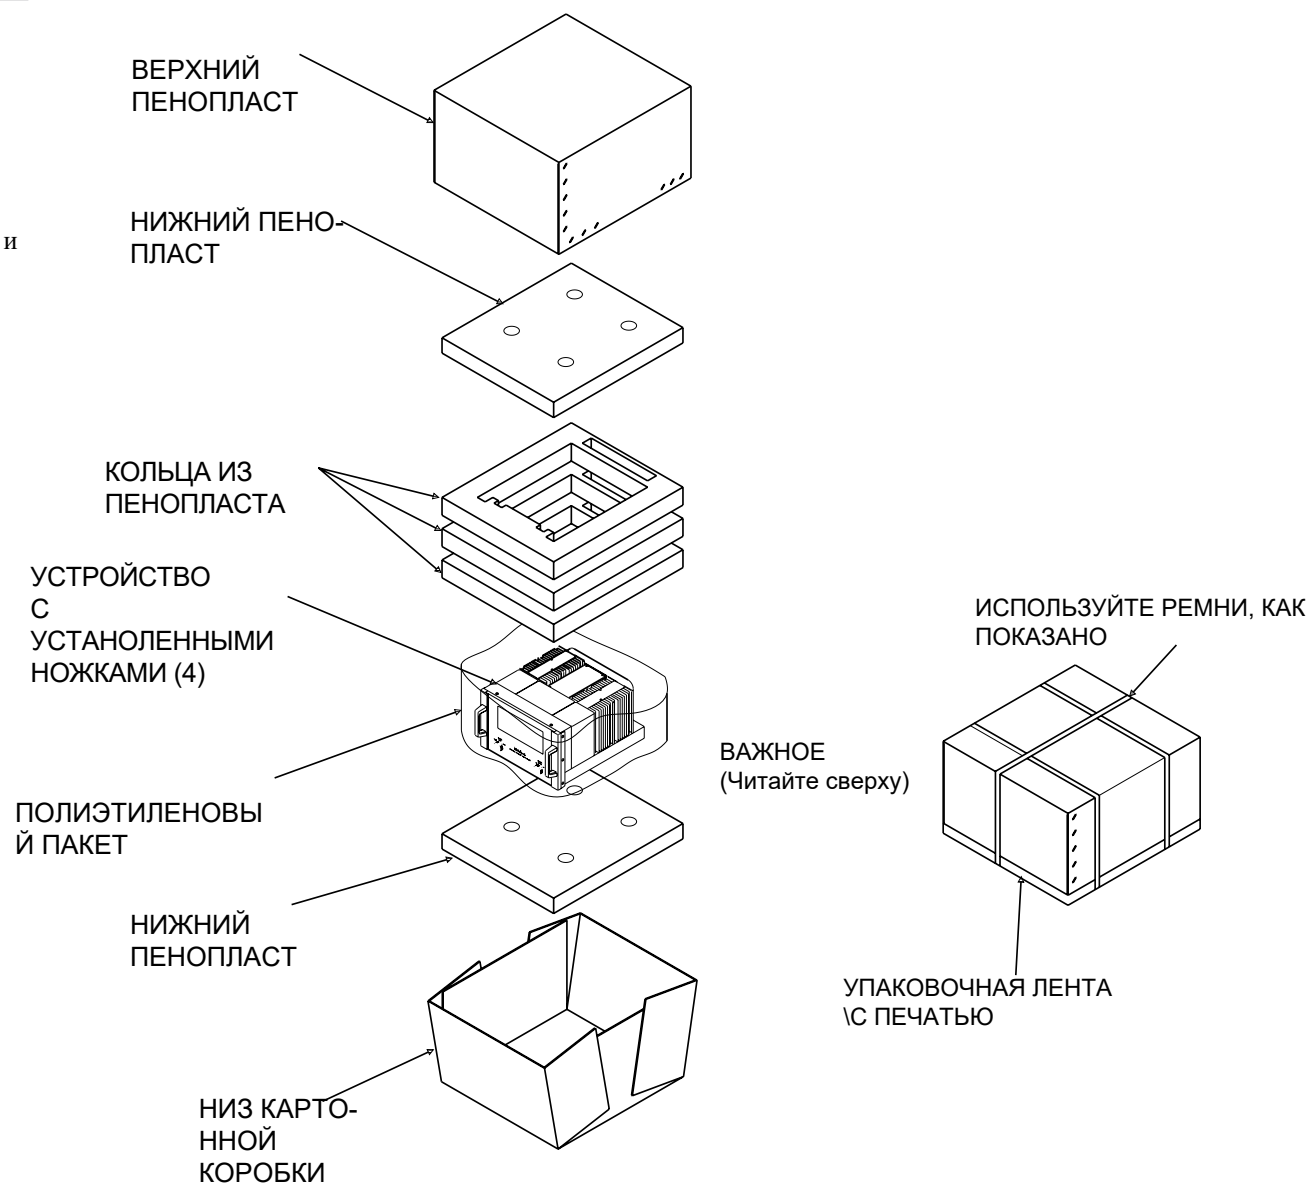 ВЕРХНИЙ
ПЕНОПЛАСТ
НИЖНИЙ ПЕНО-
ПЛАСТ
и
КОЛЬЦА ИЗ
ПЕНОПЛАСТА
УСТРОЙСТВО
С
УСТАНОЛЕННЫМИ
НОЖКАМИ (4)
ПОЛИЭТИЛЕНОВЫ
Й ПАКЕТ
НИЖНИЙ
ПЕНОПЛАСТ
НИЗ КАРТО-
ННОЙ
КОРОБКИ
ВАЖНОЕ
(Читайте сверху)
ИСПОЛЬЗУЙТЕ РЕМНИ, КАК
ПОКАЗАНО
УПАКОВОЧНАЯ ЛЕНТА
\С ПЕЧАТЬЮ